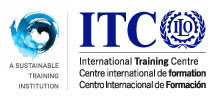 A SUSTAINABLE
TRAINING
INSTITUTION
ITC
ILO
International Training Centre
Centre international de formation
Centro Internacional de Formación